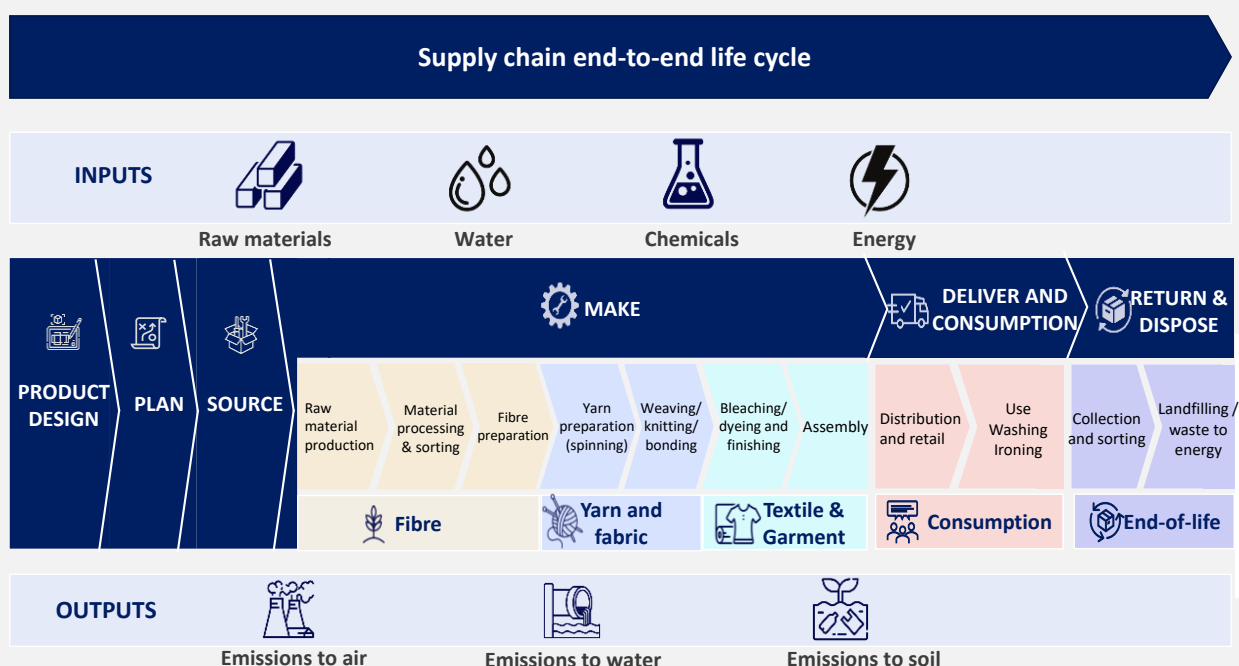 Supply chain end-to-end life cycle
INPUTS
Raw materials
Water
Chemicals
Energy
PRODUCT
DESIGN
PLAN
SOURCE
MAKE
DELIVER AND
CONSUMPTION
RETURN &
DISPOSE
Raw
material
production
Material
processing
& sorting
Fibre
preparation
Yarn
preparation
(spinning)
Weaving/
knitting/
bonding
Bleaching/
dyeing and
finishing
Assembly
Distribution
and retail
Use
Washing
Ironing
Collection
and sorting
Landfilling /
waste to
energy
Fibre
Yarn and
fabric
Textile &
Garment
Consumption
End-of-life
OUTPUTS
Emissions to air
Emissions to water
Emissions to soil